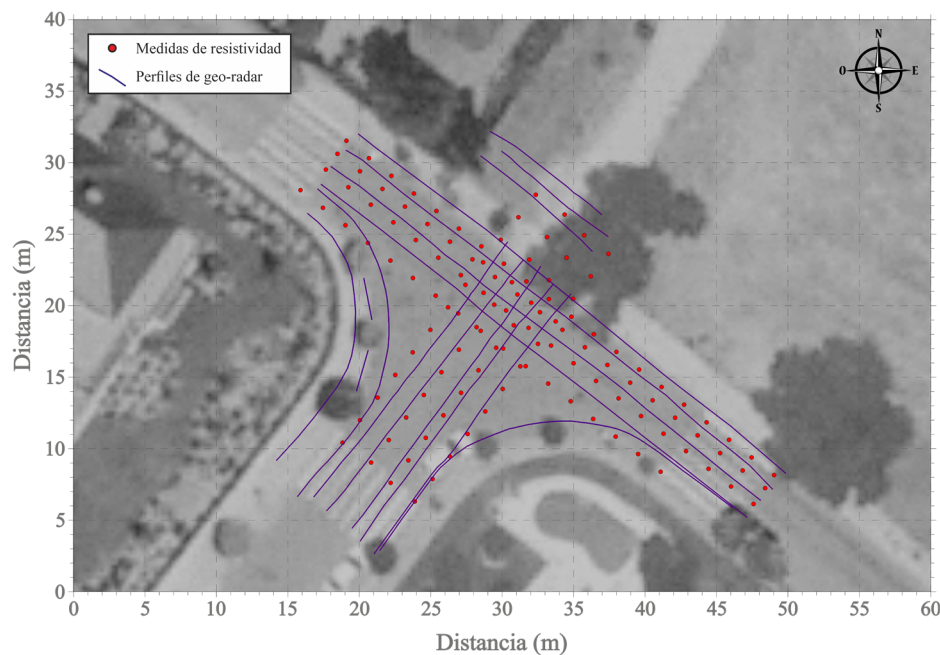 Medidas de resistividad
Perfiles de geo-radar
N
O
E
S
40
35
30
25
20
15
10
5
0
Distancia (m)
0
5
10
15
20
25
30
35
40
45
50
55
60
Distancia (m)